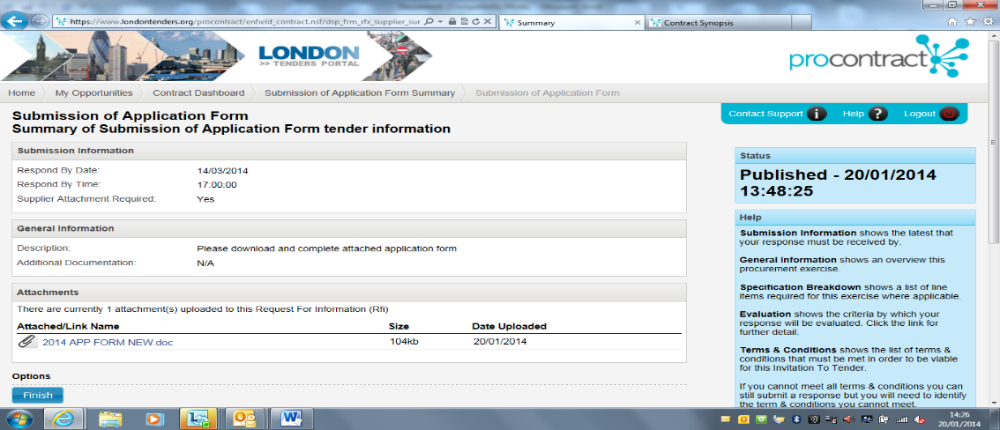 https://www.londontenders.org/procontract/enfield_contract.nsf/dsp_frm_rfx_supplier_sur
Summary
Contract Synopsis
LONDON
>> TENDERS PORTAL
procontract
Home
My Opportunities
Contract Dashboard
Submission of Application Form Summary
Submission of Application Form
Submission of Application Form
Summary of Submission of Application Form tender information
Contact Support
Help
Logout
Submission Information
Respond By Date: 14/03/2014
Respond By Time: 17:00:00
Supplier Attachment Required: Yes
General Information
Description: Please download and complete attached application form
Additional Documentation: N/A
Attachments
There are currently 1 attachment(s) uploaded to this Request For Information (Rfi)
Attached/Link Name Size Date Uploaded
2014 APP FORM NEW.doc 104kb 20/01/2014
Options
Finish
Status
Published - 20/01/2014
13:48:25
Help
Submission Information shows the latest that
your response must be received by.
General Information shows an overview this
procurement exercise.
Specification Breakdown shows a list of line
items required for this exercise where applicable.
Evaluation shows the criteria by which your
response will be evaluated. Click the link for
further detail.
Terms & Conditions shows the list of terms &
conditions that must be met in order to be viable
for this Invitation To Tender.
If you cannot meet all terms & conditions you can
still submit a response but you will need to identify
the term & conditions you cannot meet.
14:26
20/01/2014